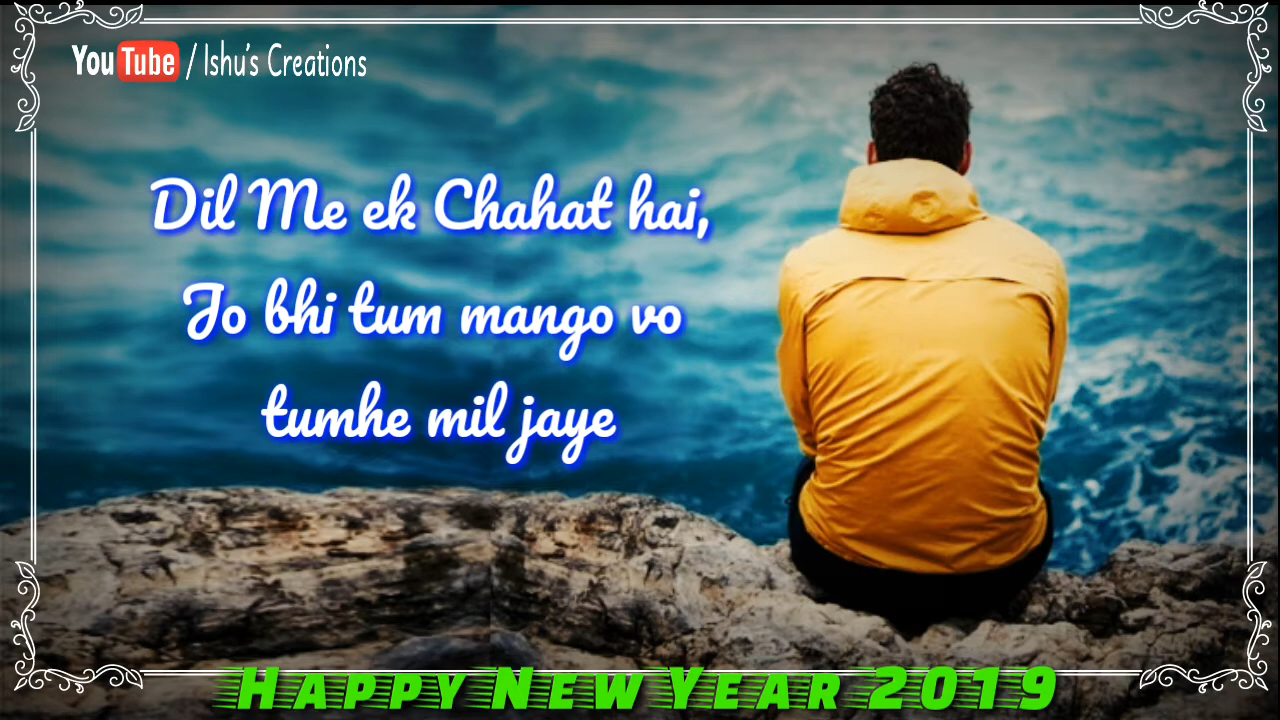 YouTube / Ishu's Creations
Dil Me ek Chahat hai,
Jo bhi tum mango vo
tumhe mil jaye
Happy New Year 2019